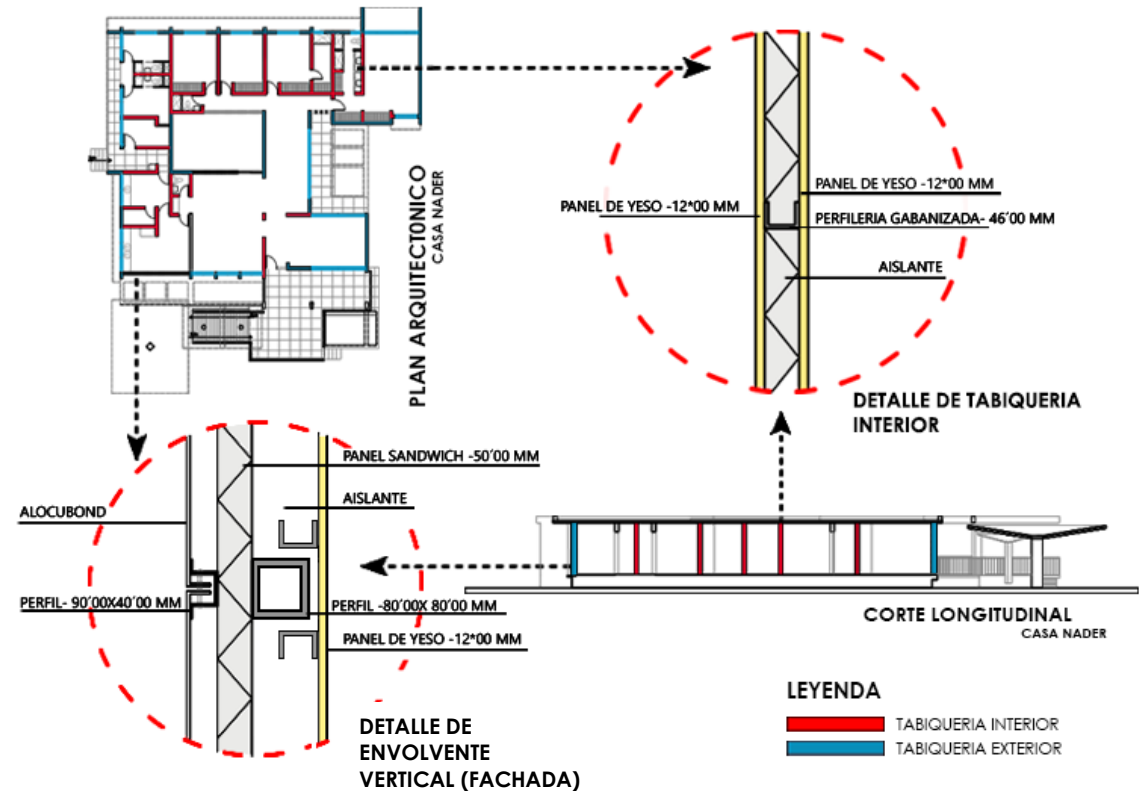 PLAN ARQUITECTONICO
CASA NADER
PANEL DE YESO -12*00 MM
PANEL DE YESO -12*00 MM
PERFILERIA GABANIZADA- 46´00 MM
AISLANTE
DETALLE DE TABIQUERIA
INTERIOR
PANEL SANDWICH -50´00 MM
AISLANTE
ALOCUBOND
PERFIL- 90´00X40´00 MM
PERFIL -80´00X 80´00 MM
PANEL DE YESO -12*00 MM
DETALLE DE
ENVOLVENTE
VERTICAL (FACHADA)
CORTE LONGITUDINAL
CASA NADER
LEYENDA
TABIQUERIA INTERIOR
TABIQUERIA EXTERIOR